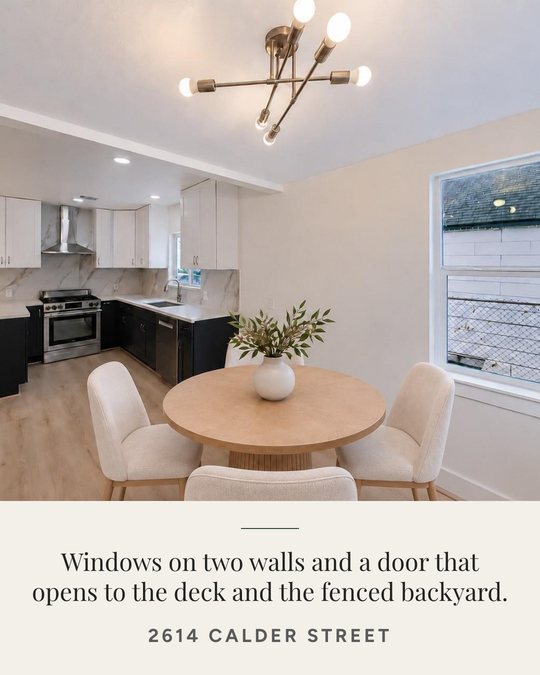 Windows on two walls and a door that
opens to the deck and the fenced backyard.
2614 CALDER STREET